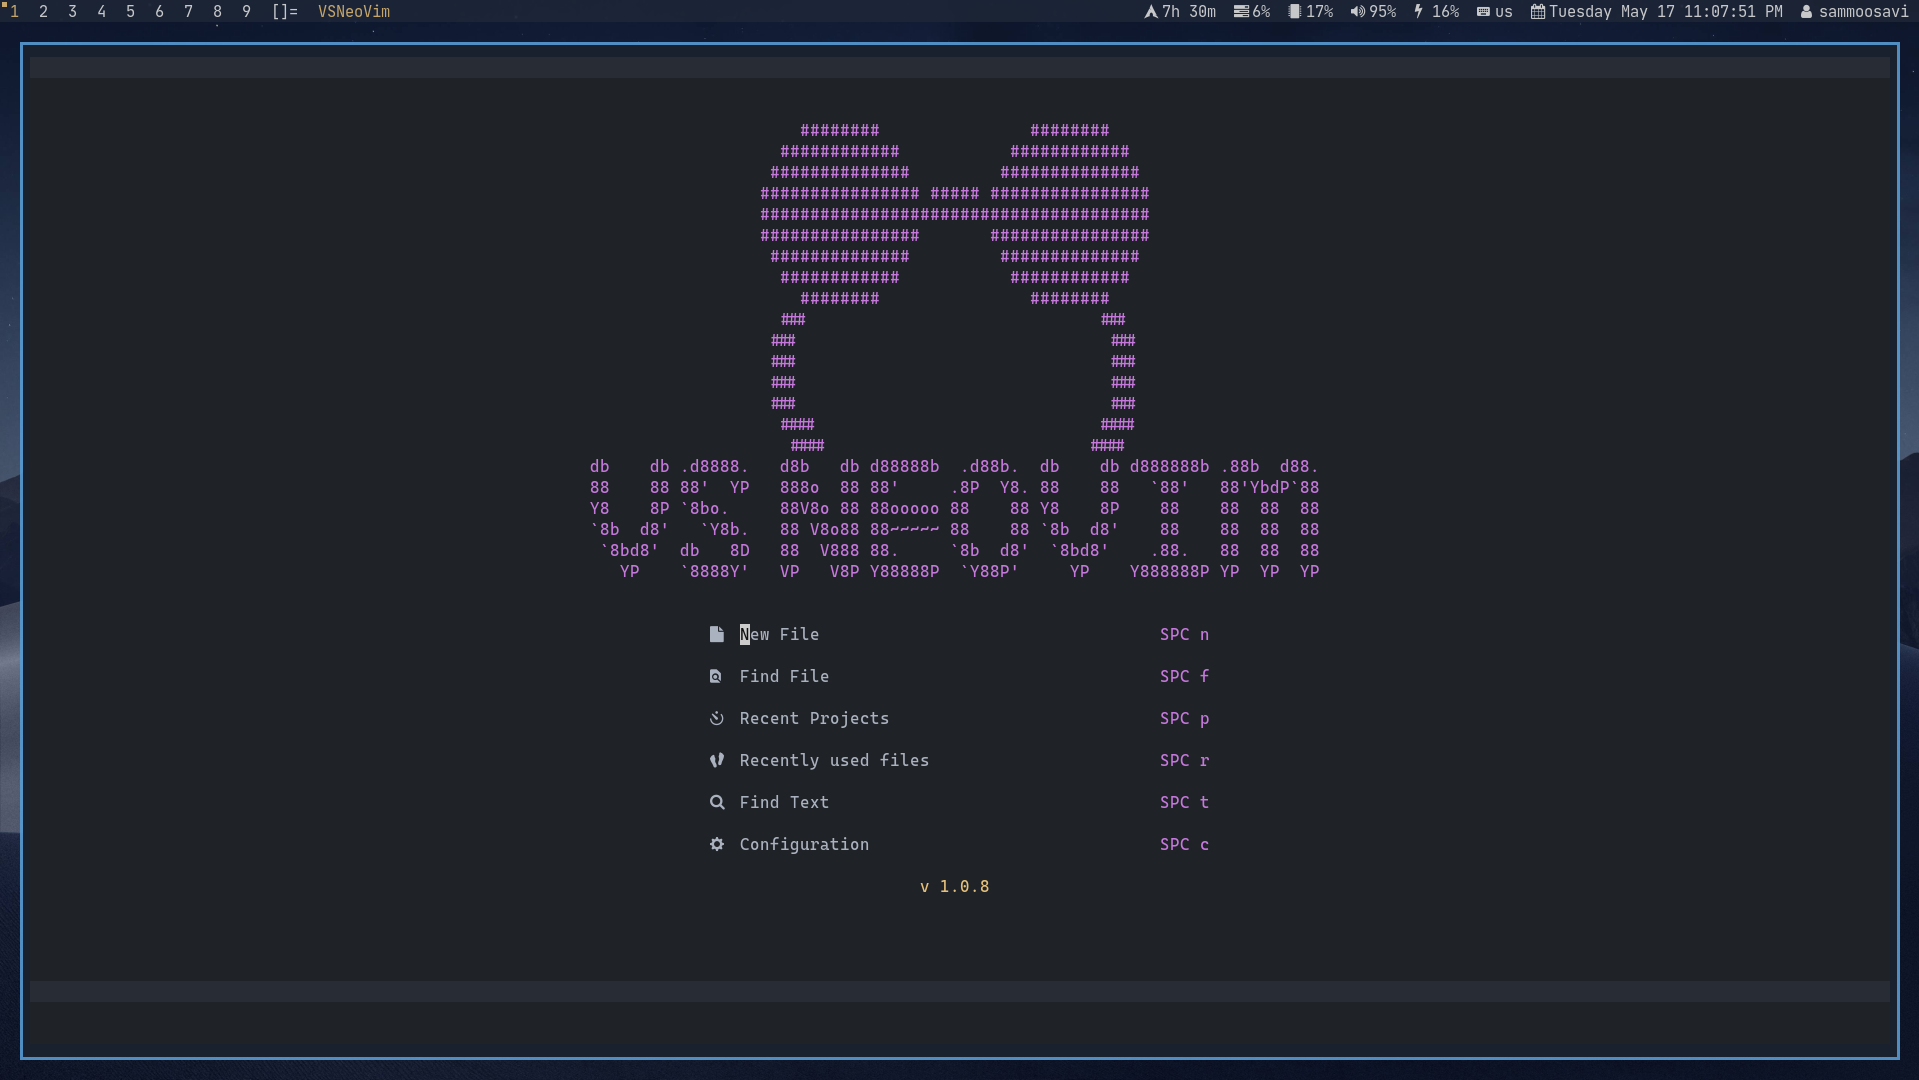 1 2 3 4 5 6 7 8 9 []= VSNeoVim 7h 30m 6% 17% 95% 16% us Tuesday May 17 11:07:51 PM sammoosavi
########               ########
############           ############
##############         ##############
################ ##### ################
#######################################
################       ################
##############         ##############
############           ############
########               ########
###                             ###
###                               ###
###                               ###
###                               ###
###                               ###
####                            ####
####                          ####
db    db .d8888.   d8b   db d88888b  .d88b.  db    db d888888b .88b  d88.
88    88 88'  YP   888o  88 88'     .8P  Y8. 88    88   `88'   88'YbdP`88
Y8    8P `8bo.     88V8o 88 88ooooo 88    88 Y8    8P    88    88  88  88
`8b  d8'   `Y8b.   88 V8o88 88~~~~~ 88    88 `8b  d8'    88    88  88  88
`8bd8'  db   8D   88  V888 88.     `8b  d8'  `8bd8'    .88.   88  88  88
YP    `8888Y'   VP   V8P Y88888P  `Y88P'     YP    Y888888P YP  YP  YP
New File SPC n
Find File SPC f
Recent Projects SPC p
Recently used files SPC r
Find Text SPC t
Configuration SPC c
v 1.0.8